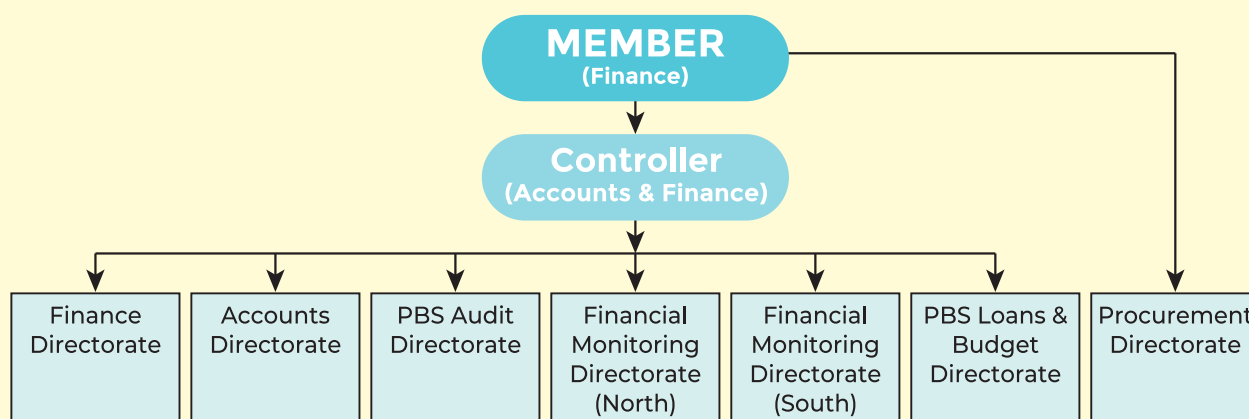 MEMBER
(Finance)
Controller
(Accounts & Finance)
Finance
Directorate
Accounts
Directorate
PBS Audit
Directorate
Financial
Monitoring
Directorate
(North)
Financial
Monitoring
Directorate
(South)
PBS Loans &
Budget
Directorate
Procurement
Directorate